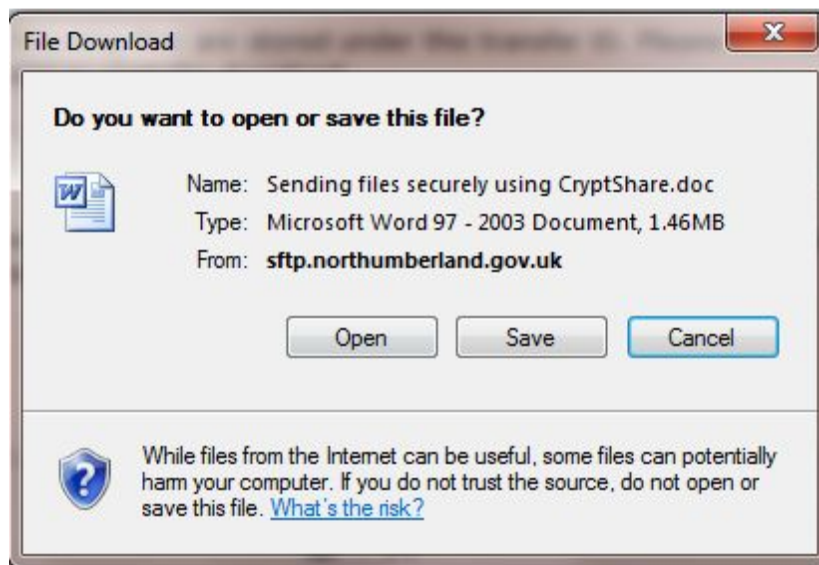 File Download
Do you want to open or save this file?
Name: Sending files securely using CryptShare.doc
Type: Microsoft Word 97 - 2003 Document, 1.46MB
From: sftp.northumberland.gov.uk
Open Save Cancel
While files from the Internet can be useful, some files can potentially
harm your computer. If you do not trust the source, do not open or
save this file. What's the risk?